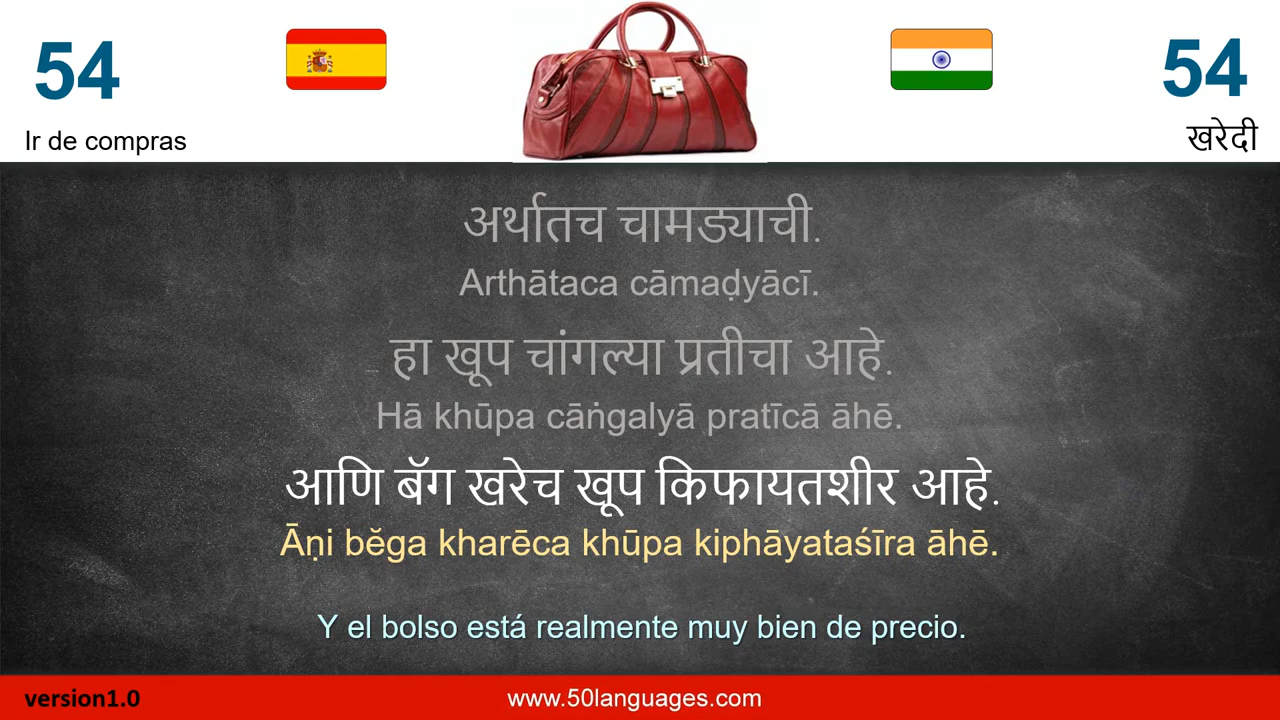 54
54
Ir de compras
खरेदी
अर्थातच चामड्याची.
Arthātaca cāmaḍyācī.
हा खूप चांगल्या प्रतीचा आहे.
Hā khūpa cāṅgalyā pratīcā āhē.
आणि बॅग खरेच खूप किफायतशीर आहे.
Āṇi bĕga kharēca khūpa kiphāyataśīra āhē.
Y el bolso está realmente muy bien de precio.
version1.0
www.50languages.com